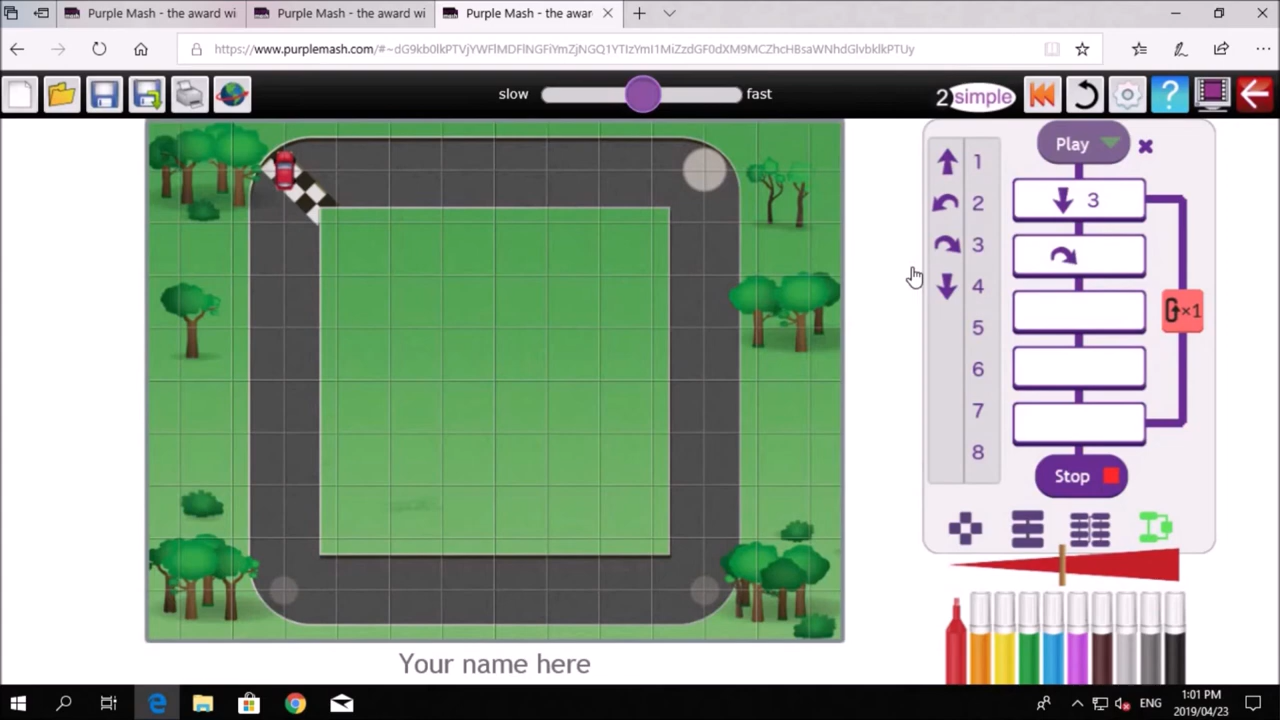 Purple Mash - the award wi
Purple Mash - the award wi
Purple Mash - the awar
https://www.purplemash.com/#~dG9kb0lkPTVjYWFlMDFlNGFiYmZjNGQ1YTIzYmI1MiZzdGF0dXM9MCZhcHBsaWNhdGlvbklkPTUy
slow
fast
2simple
Play
1
2
3
4
5
6
7
8
3
×1
Stop
Your name here
ENG
1:01 PM
2019/04/23